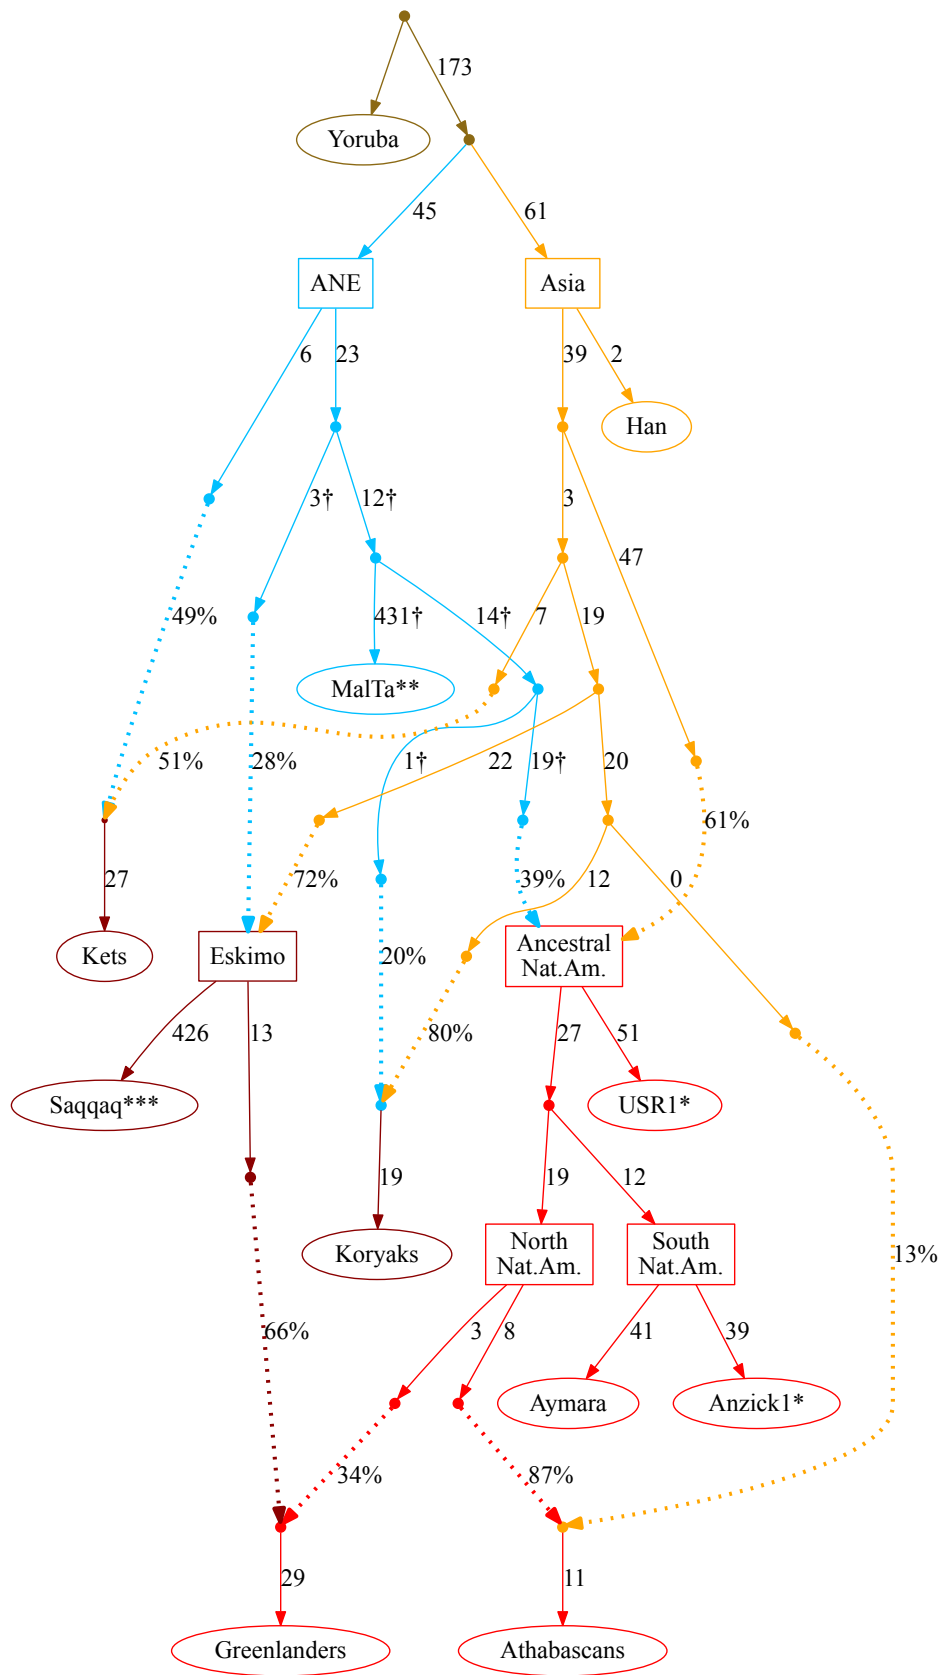 173
Yoruba
45
61
ANE
Asia
6
23
39
2
Han
3†
12†
3
47
49%
431†
14†
7
19
MalTa**
51%
28%
1†
22
19†
20
61%
27
72%
39%
12
0
Kets
Eskimo
20%
Ancestral
Nat.Am.
80%
426
13
27
51
Saqqaq***
USR1*
19
19
12
Koryaks
North
Nat.Am.
South
Nat.Am.
13%
66%
3
8
41
39
Aymara
Anzick1*
34%
87%
29
11
Greenlanders
Athabascans